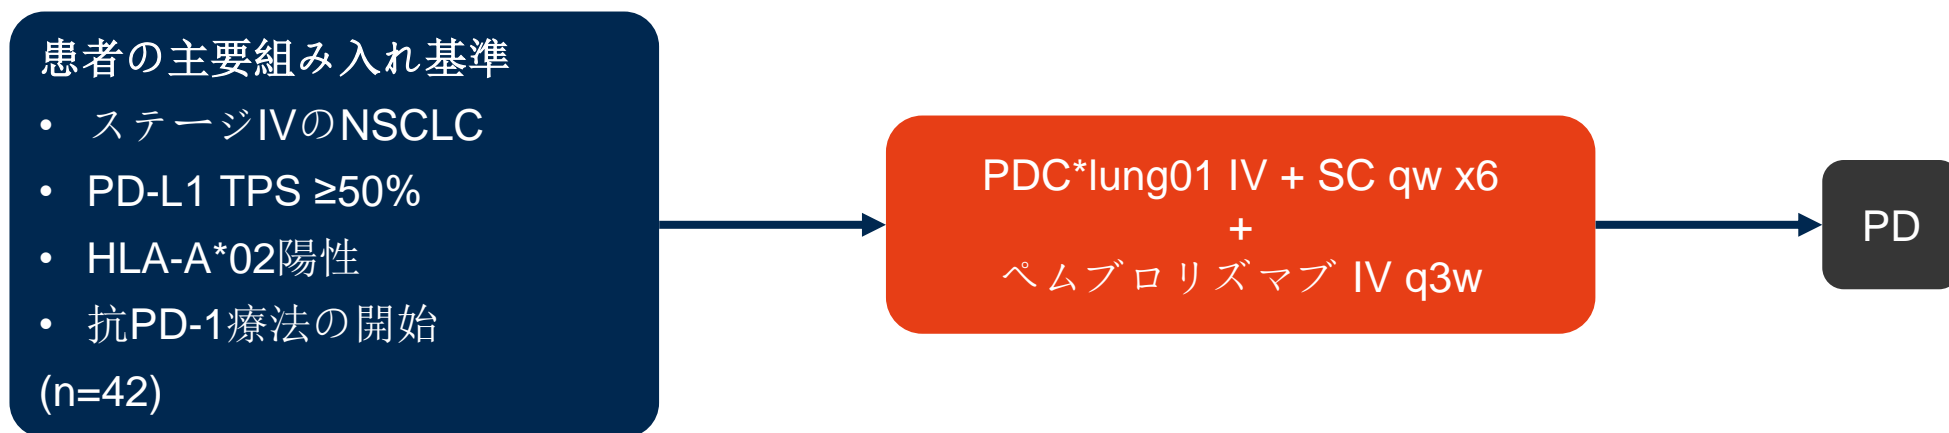 患者の主要組み入れ基準
• ステージIVのNSCLC
• PD-L1 TPS ≥50%
• HLA-A*02陽性
• 抗PD-1療法の開始
(n=42)
PDC*lung01 IV + SC qw x6
+
ペムブロリズマブ IV q3w
PD